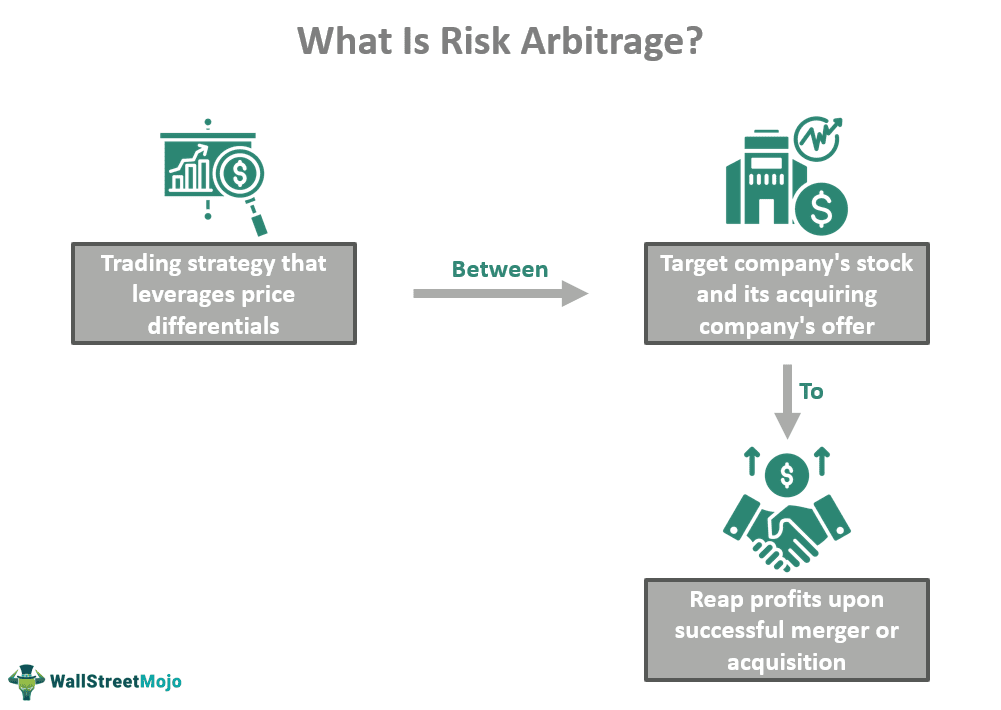 What Is Risk Arbitrage?
$
$
Trading strategy that
leverages price
differentials
Between
Target company's stock
and its acquiring
company's offer
To
$
Reap profits upon
successful merger or
acquisition
WallStreetMojo